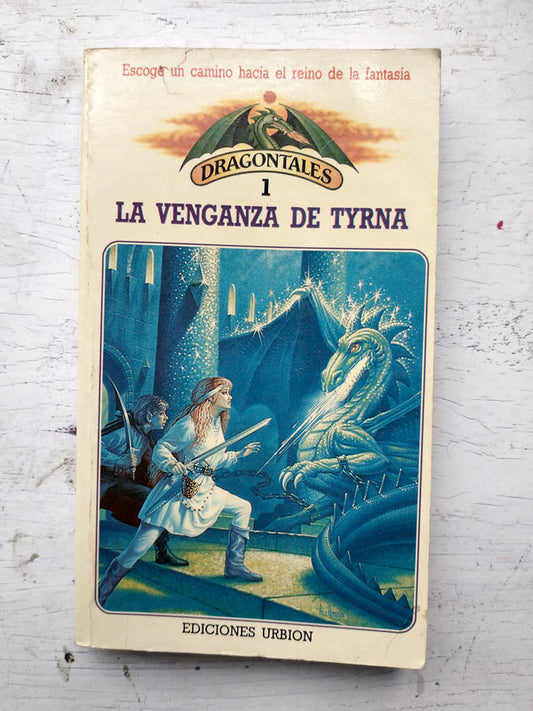 Escoge un camino hacia el reino de la fantasía
DRAGONTALES
1
LA VENGANZA DE TYRNA
EDICIONES URBION